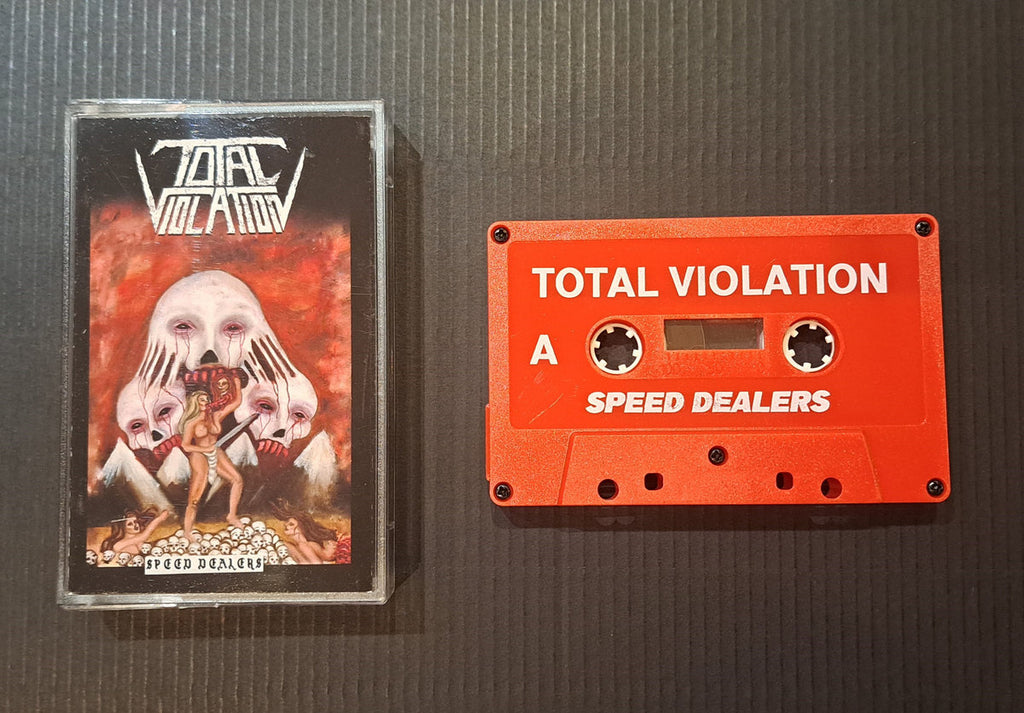 TOTAL
VIOLATION
SPEED DEALERS
TOTAL VIOLATION
A
SPEED DEALERS